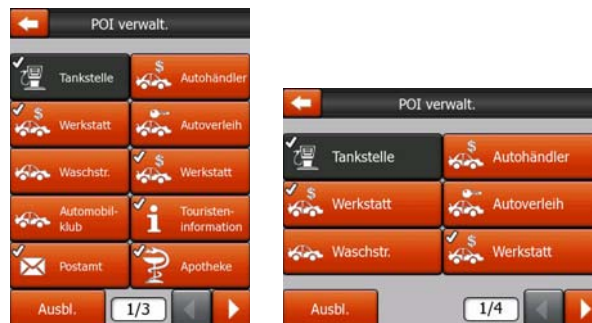 POI verwalt.
Tankstelle
Autohändler
Werkstatt
Autoverleih
Waschstr.
Werkstatt
Automobil-
klub
Touristen-
information
Postamt
Apotheke
Ausbl.
1/3
POI verwalt.
Tankstelle
Autohändler
Werkstatt
Autoverleih
Waschstr.
Werkstatt
Ausbl.
1/4